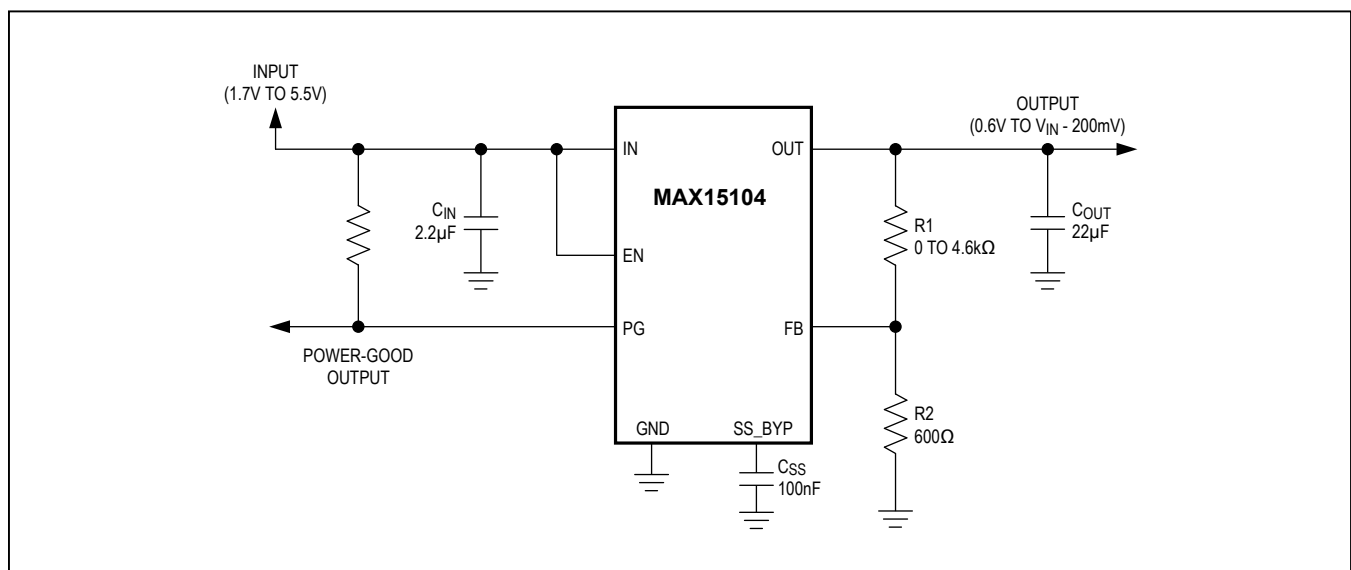 INPUT
(1.7V TO 5.5V)
OUTPUT
(0.6V TO VIN - 200mV)
IN
OUT
MAX15104
CIN
2.2µF
R1
0 TO 4.6kΩ
COUT
22µF
EN
PG
FB
POWER-GOOD
OUTPUT
R2
600Ω
GND
SS_BYP
CSS
100nF